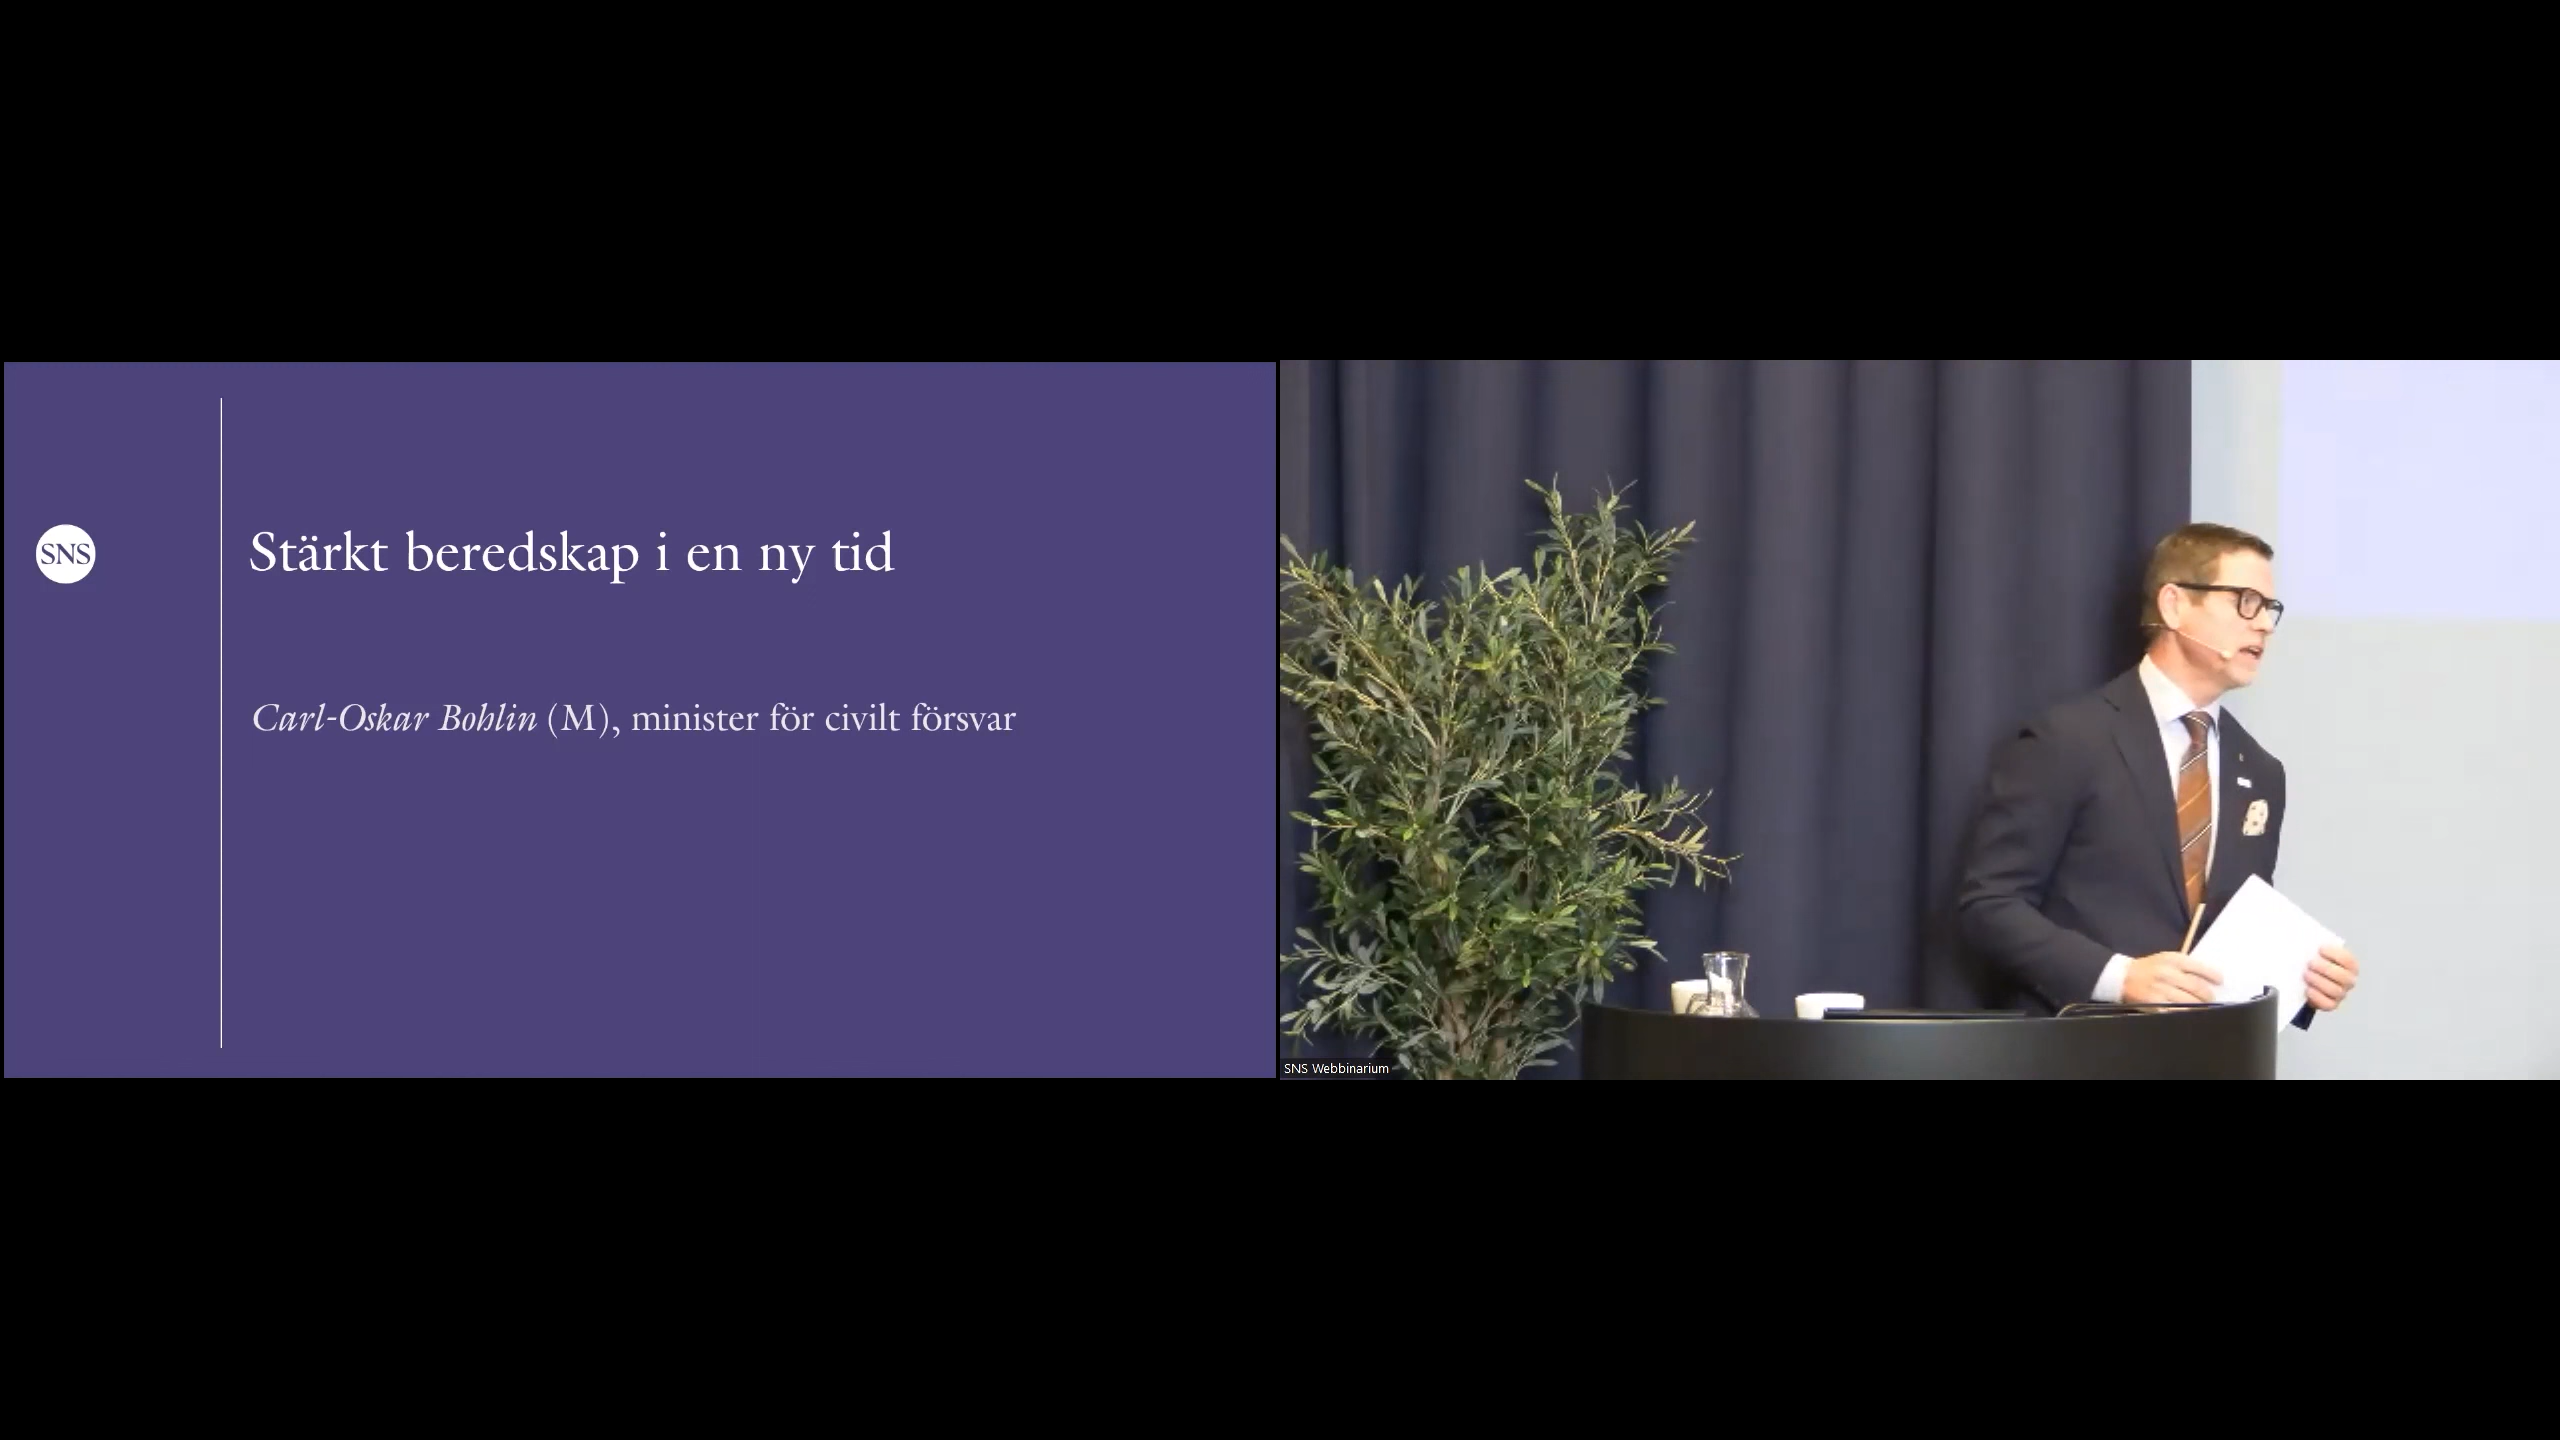 SNS
Stärkt beredskap i en ny tid
Carl-Oskar Bohlin (M), minister för civilt försvar
SNS Webbinarium